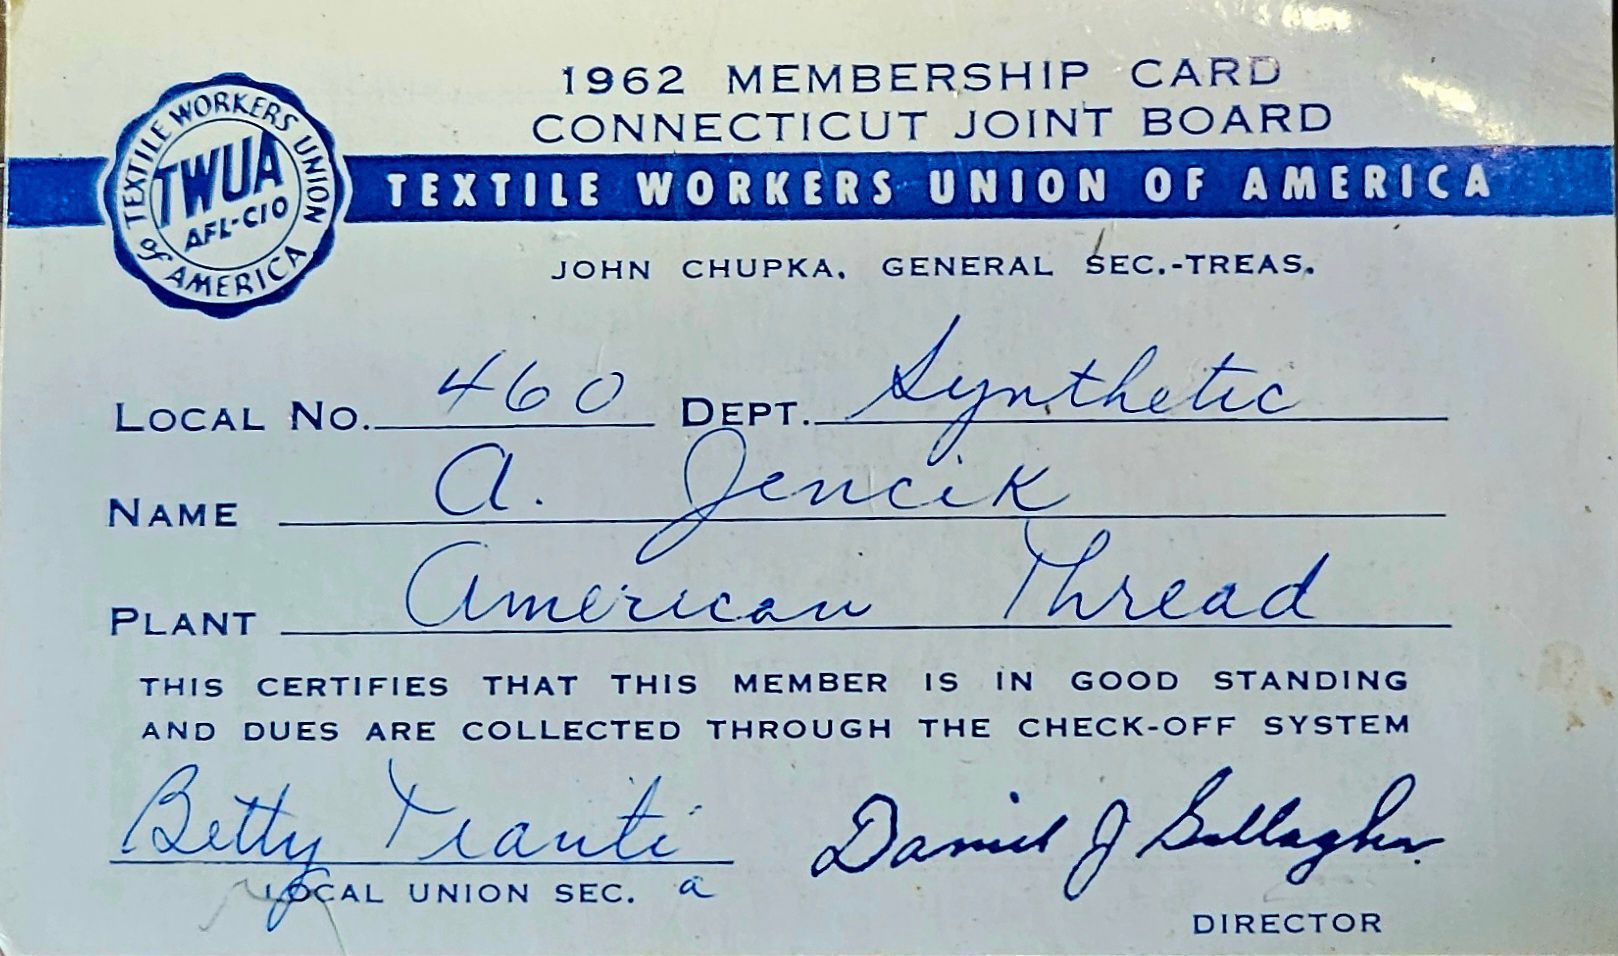 1962 MEMBERSHIP CARD
CONNECTICUT JOINT BOARD
TEXTILE WORKERS UNION OF AMERICA
TEXTILE WORKERS UNION of AMERICA
TWUA
AFL-CIO
JOHN CHUPKA, GENERAL SEC.-TREAS.
LOCAL NO. 460 DEPT. Synthetic
NAME A. Jencik
PLANT American Thread
THIS CERTIFIES THAT THIS MEMBER IS IN GOOD STANDING
AND DUES ARE COLLECTED THROUGH THE CHECK-OFF SYSTEM
Betty Daniel J Gallagher
LOCAL UNION SEC.
DIRECTOR